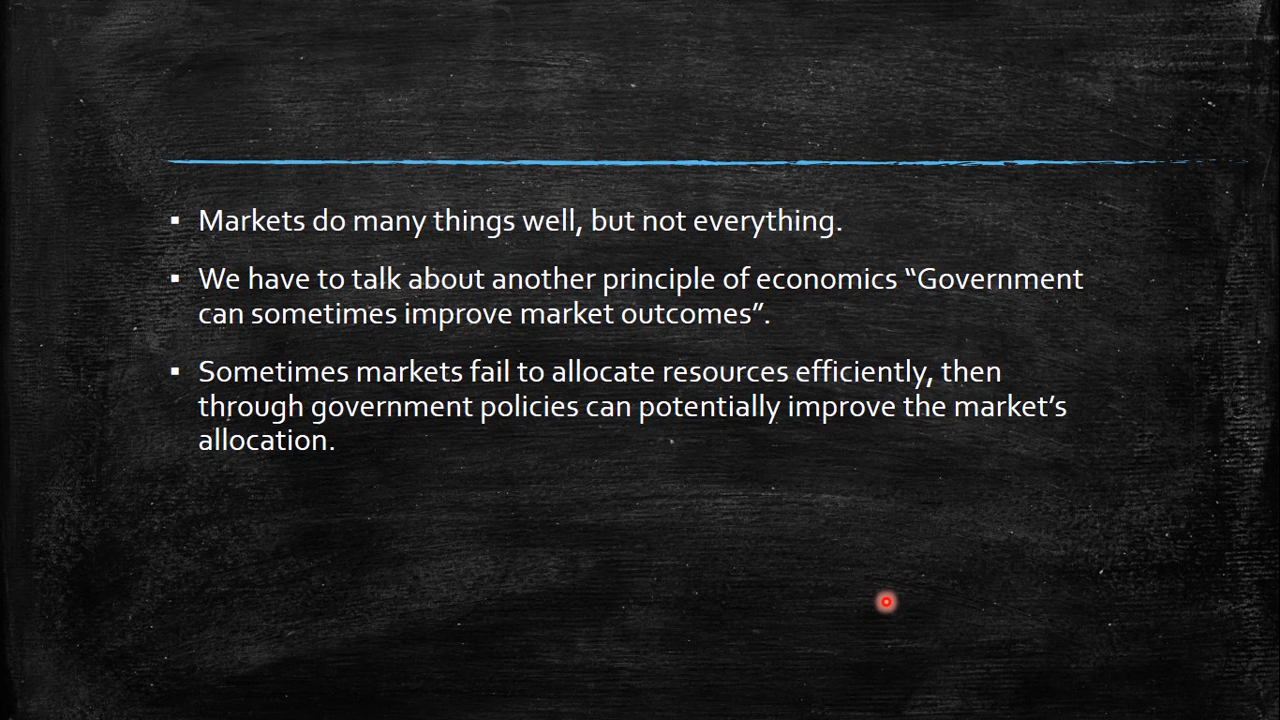 ▪ Markets do many things well, but not everything.
▪ We have to talk about another principle of economics “Government
can sometimes improve market outcomes”.
▪ Sometimes markets fail to allocate resources efficiently, then
through government policies can potentially improve the market’s
allocation.